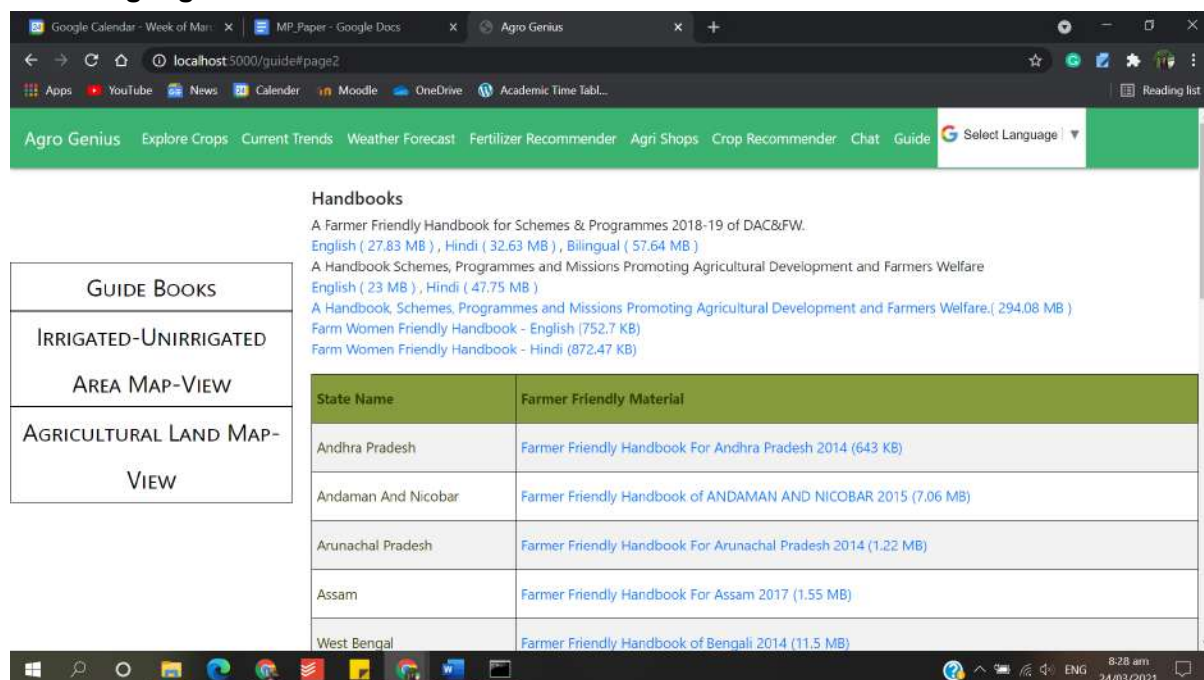 Google Calendar - Week of Mar
MP_Paper - Google Docs
Agro Genius
localhost:5000/guide#page2
Apps YouTube News Calender Moodle OneDrive Academic Time Tabl...
Reading list
Agro Genius Explore Crops Current Trends Weather Forecast Fertilizer Recommender Agri Shops Crop Recommender Chat Guide Select Language ▼
GUIDE BOOKS
IRRIGATED-UNIRRIGATED
AREA MAP-VIEW
AGRICULTURAL LAND MAP-
VIEW
Handbooks
A Farmer Friendly Handbook for Schemes & Programmes 2018-19 of DAC&FW.
English ( 27.83 MB ) , Hindi ( 32.63 MB ) , Bilingual ( 57.64 MB )
A Handbook Schemes, Programmes and Missions Promoting Agricultural Development and Farmers Welfare
English ( 23 MB ) , Hindi ( 47.75 MB )
A Handbook, Schemes, Programmes and Missions Promoting Agricultural Development and Farmers Welfare.( 294.08 MB )
Farm Women Friendly Handbook - English (752.7 KB)
Farm Women Friendly Handbook - Hindi (872.47 KB)
State Name Farmer Friendly Material
Andhra Pradesh Farmer Friendly Handbook For Andhra Pradesh 2014 (643 KB)
Andaman And Nicobar Farmer Friendly Handbook of ANDAMAN AND NICOBAR 2015 (7.06 MB)
Arunachal Pradesh Farmer Friendly Handbook For Arunachal Pradesh 2014 (1.22 MB)
Assam Farmer Friendly Handbook For Assam 2017 (1.55 MB)
West Bengal Farmer Friendly Handbook of Bengali 2014 (11.5 MB)
ENG
8:28 am
24/03/2021